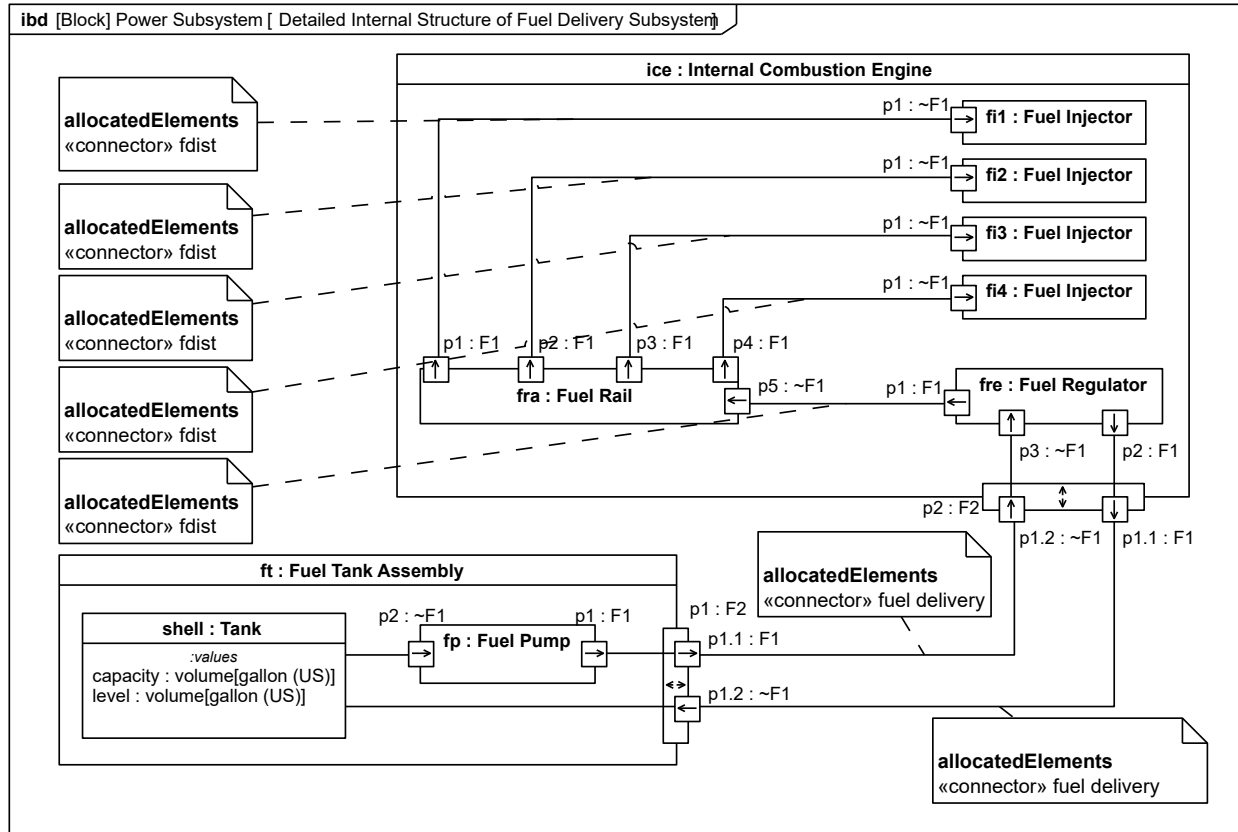 ibd [Block] Power Subsystem [ Detailed Internal Structure of Fuel Delivery Subsystem]
ice : Internal Combustion Engine
allocatedElements
«connector» fdist
p1 : ~F1
fi1 : Fuel Injector
p1 : ~F1
fi2 : Fuel Injector
allocatedElements
«connector» fdist
p1 : ~F1
fi3 : Fuel Injector
p1 : ~F1
fi4 : Fuel Injector
allocatedElements
«connector» fdist
p1 : F1
p2 : F1
p3 : F1
p4 : F1
fra : Fuel Rail
p5 : ~F1
p1 : F1
fre : Fuel Regulator
allocatedElements
«connector» fdist
p3 : ~F1
p2 : F1
allocatedElements
«connector» fdist
p2 : F2
p1.2 : ~F1
p1.1 : F1
ft : Fuel Tank Assembly
allocatedElements
«connector» fuel delivery
shell : Tank
:values
capacity : volume[gallon (US)]
level : volume[gallon (US)]
p2 : ~F1
p1 : F1
fp : Fuel Pump
p1 : F2
p1.1 : F1
p1.2 : ~F1
allocatedElements
«connector» fuel delivery